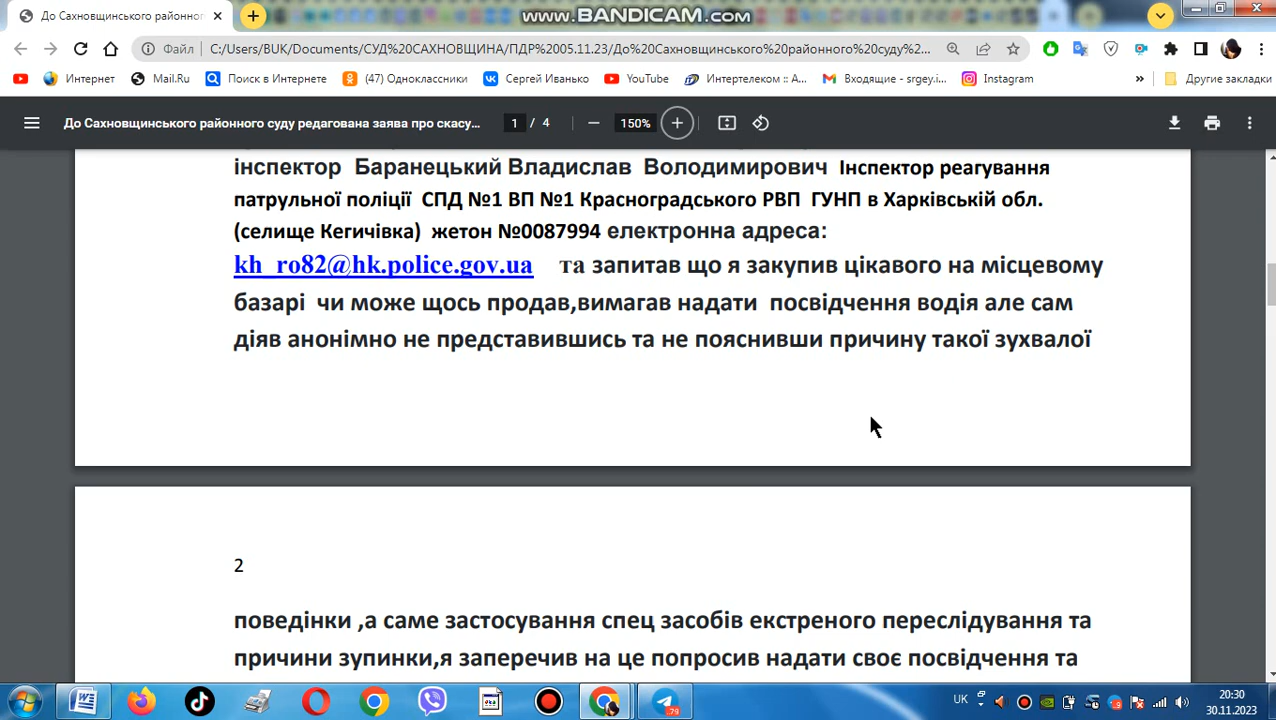 До Сахновщинського районного
www.BANDICAM.com
Файл C:/Users/BUK/Documents/СУД%20САХНОВЩИНА/ПДР%2005.11.23/До%20Сахновщинського%20районного%20суду%2...
Интернет Mail.Ru Поиск в Интернете (47) Одноклассники Сергей Иванько YouTube Интертелеком :: А... Входящие - srgey.i... Instagram » Другие закладки
До Сахновщинського районного суду редагована заява про скасу... 1 / 4 150%
інспектор Баранецький Владислав Володимирович Інспектор реагування
патрульної поліції СПД №1 ВП №1 Красноградського РВП ГУНП в Харківській обл.
(селище Кегичівка) жетон №0087994 електронна адреса:
kh_ro82@hk.police.gov.ua та запитав що я закупив цікавого на місцевому
базарі чи може щось продав,вимагав надати посвідчення водія але сам
діяв анонімно не представившись та не пояснивши причину такої зухвалої
2
поведінки ,а саме застосування спец засобів екстреного переслідування та
причини зупинки,я заперечив на це попросив надати своє посвідчення та
79
UK 20:30
30.11.2023